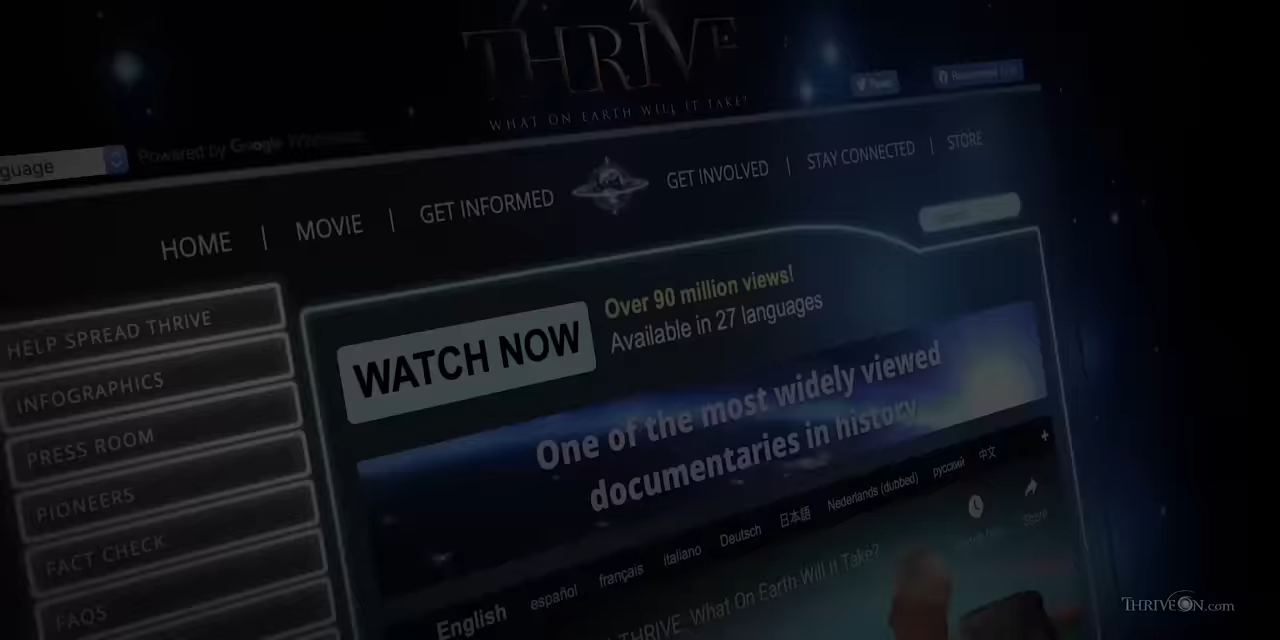 THRIVE
WHAT ON EARTH WILL IT TAKE?
Tweet
Recommend
guage
Powered by Google
HOME | MOVIE | GET INFORMED GET INVOLVED | STAY CONNECTED | STORE
HELP SPREAD THRIVE
INFOGRAPHICS
PRESS ROOM
PIONEERS
FACT CHECK
FAQS
WATCH NOW
Over 90 million views!
Available in 27 languages
One of the most widely viewed
documentaries in history
English español français italiano Deutsch 日本語 Nederlands (dubbed) русский 中文
THRIVE What On Earth Will it Take?
Share
THRIVEON.com